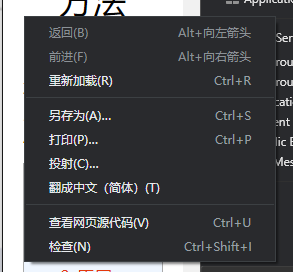 方法
Application
返回(B) Alt+向左箭头
前进(F) Alt+向右箭头
重新加载(R) Ctrl+R
另存为(A)... Ctrl+S
打印(P)... Ctrl+P
投射(C)...
翻成中文（简体）(T)
查看网页源代码(V) Ctrl+U
检查(N) Ctrl+Shift+I